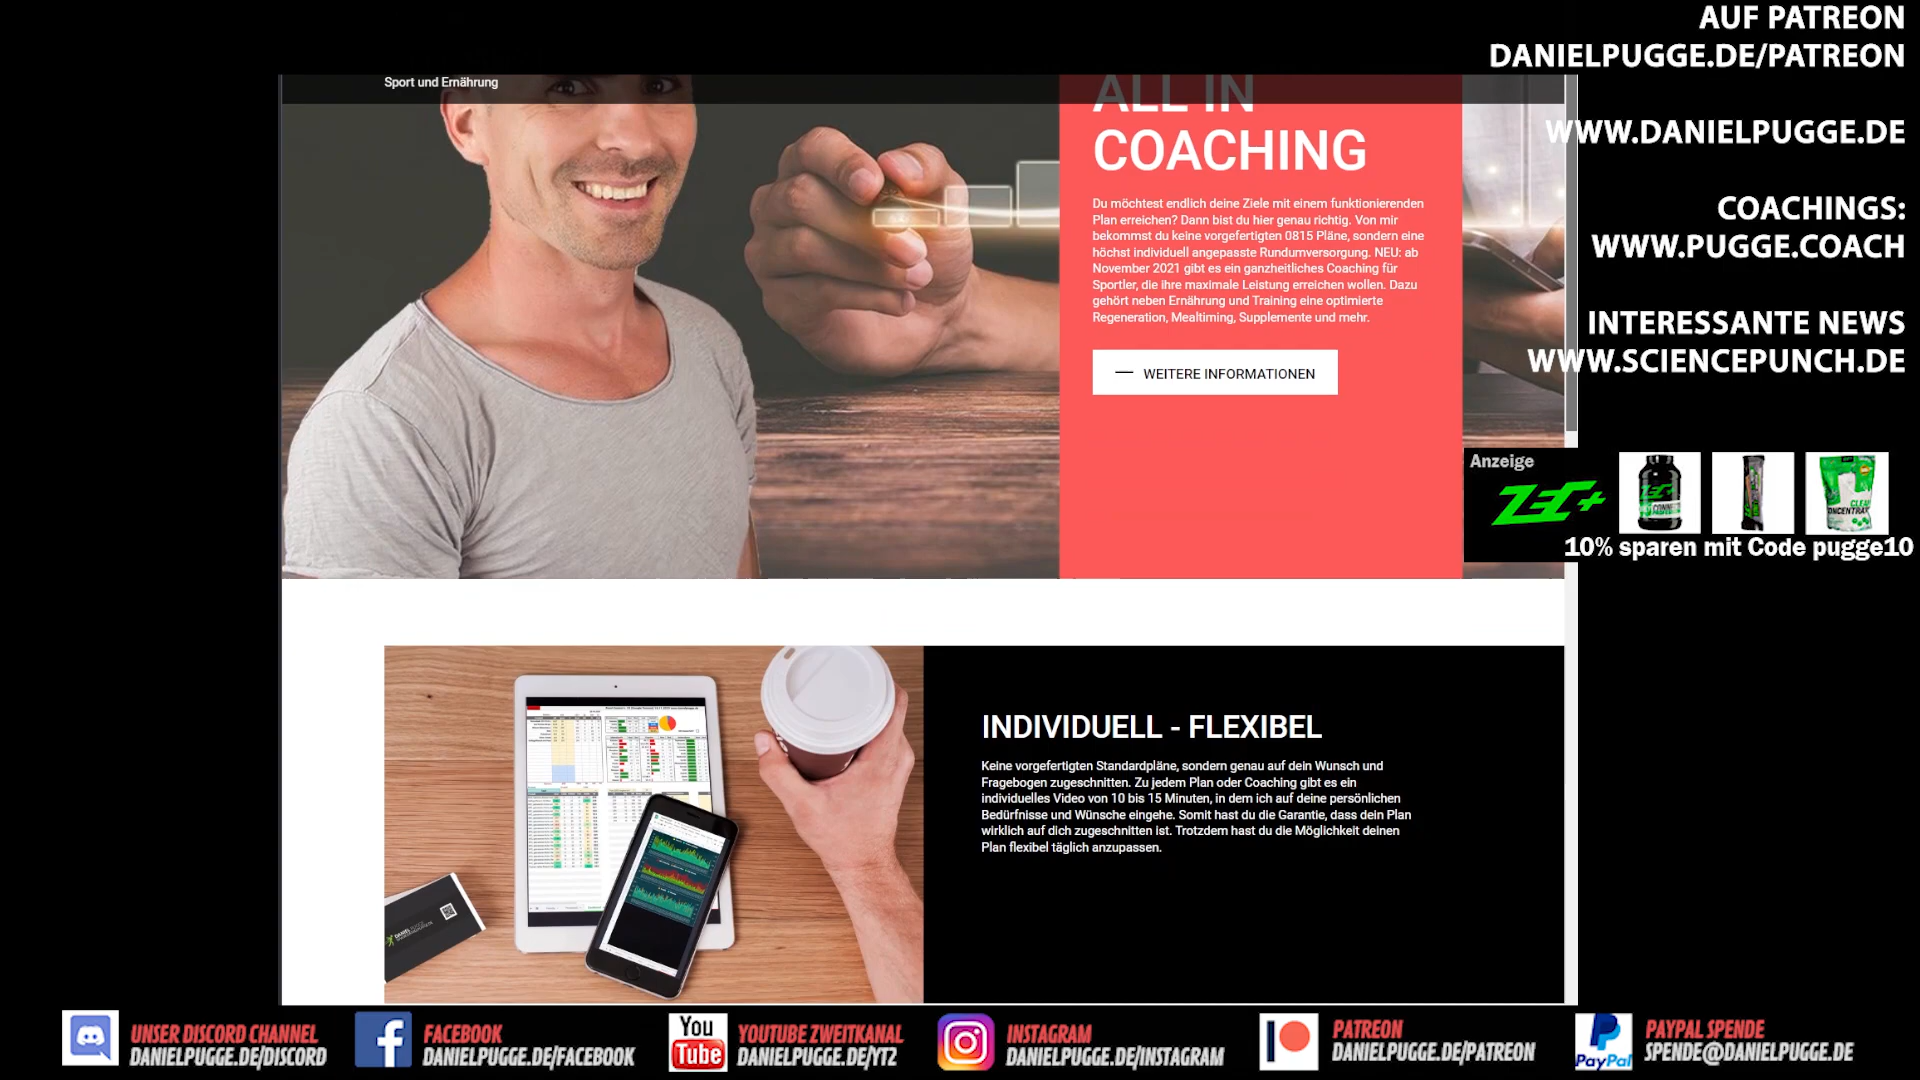 AUF PATREON
DANIELPUGGE.DE/PATREON
WWW.DANIELPUGGE.DE
COACHINGS:
WWW.PUGGE.COACH
INTERESSANTE NEWS
WWW.SCIENCEPUNCH.DE
Sport und Ernährung
ALL IN
COACHING
Du möchtest endlich deine Ziele mit einem funktionierenden
Plan erreichen? Dann bist du hier genau richtig. Von mir
bekommst du keine vorgefertigten 0815 Pläne, sondern eine
höchst individuell angepasste Rundumversorgung. NEU: ab
November 2021 gibt es ein ganzheitliches Coaching für
Sportler, die ihre maximale Leistung erreichen wollen. Dazu
gehört neben Ernährung und Training eine optimierte
Regeneration, Mealtiming, Supplemente und mehr.
WEITERE INFORMATIONEN
Anzeige
ZEC+
10% sparen mit Code pugge10
INDIVIDUELL - FLEXIBEL
Keine vorgefertigten Standardpläne, sondern genau auf dein Wunsch und
Fragebogen zugeschnitten. Zu jedem Plan oder Coaching gibt es ein
individuelles Video von 10 bis 15 Minuten, in dem ich auf deine persönlichen
Bedürfnisse und Wünsche eingehe. Somit hast du die Garantie, dass dein Plan
wirklich auf dich zugeschnitten ist. Trotzdem hast du die Möglichkeit deinen
Plan flexibel täglich anzupassen.
UNSER DISCORD CHANNEL
DANIELPUGGE.DE/DISCORD
FACEBOOK
DANIELPUGGE.DE/FACEBOOK
You
Tube
YOUTUBE ZWEITKANAL
DANIELPUGGE.DE/YT2
INSTAGRAM
DANIELPUGGE.DE/INSTAGRAM
PATREON
DANIELPUGGE.DE/PATREON
PayPal
PAYPAL SPENDE
SPENDE@DANIELPUGGE.DE